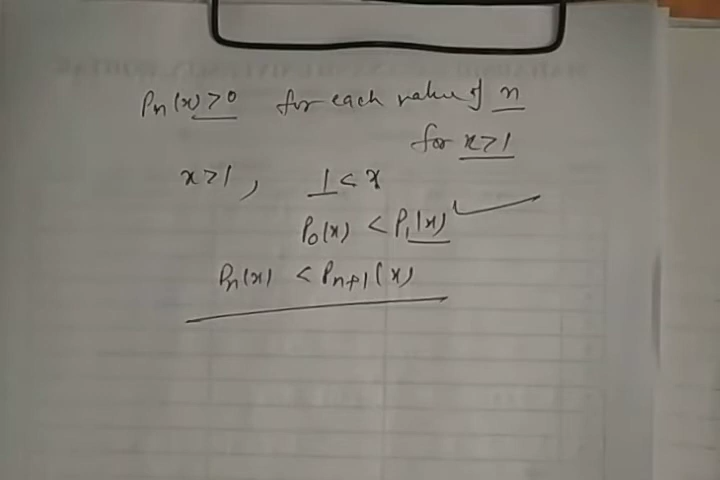 Pn(x)>0 for each value of n
for x>1
x>1, 1<x
P0(x) < P1(x)
Pn(x) < Pn+1(x)